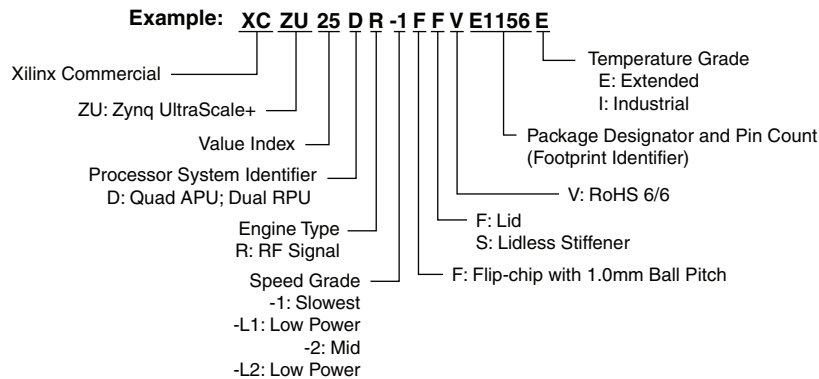 Example: XC ZU 25 D R -1 F F V E1156 E
Temperature Grade
E: Extended
I: Industrial
Xilinx Commercial
ZU: Zynq UltraScale+
Package Designator and Pin Count
(Footprint Identifier)
Value Index
Processor System Identifier
D: Quad APU; Dual RPU
V: RoHS 6/6
F: Lid
S: Lidless Stiffener
Engine Type
R: RF Signal
F: Flip-chip with 1.0mm Ball Pitch
Speed Grade
-1: Slowest
-L1: Low Power
-2: Mid
-L2: Low Power